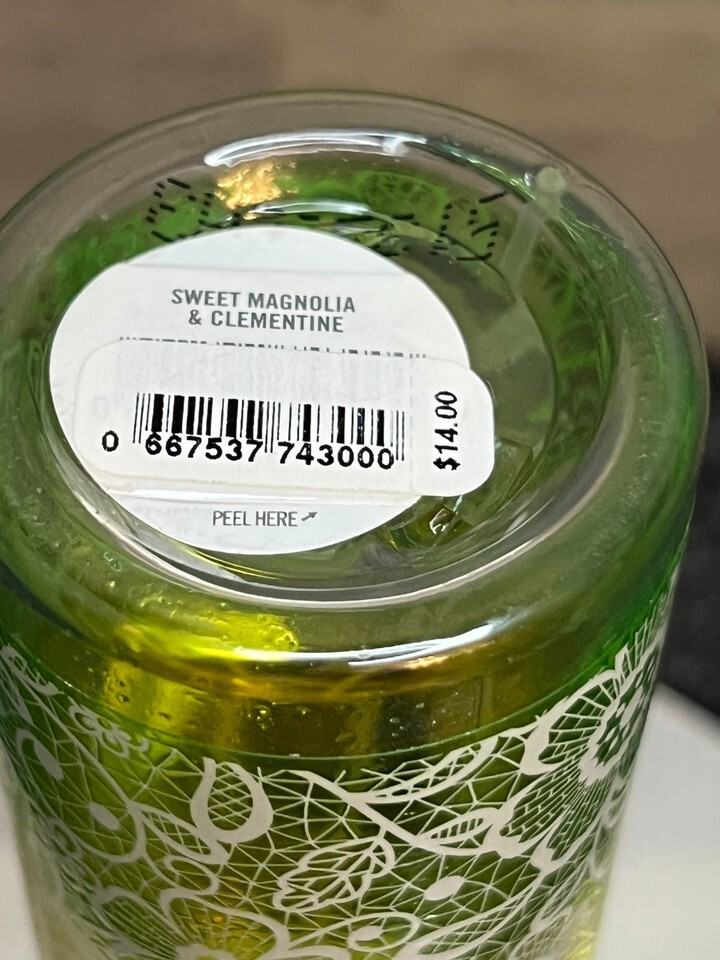 SWEET MAGNOLIA
& CLEMENTINE
0 667537 743000
$14.00
PEEL HERE